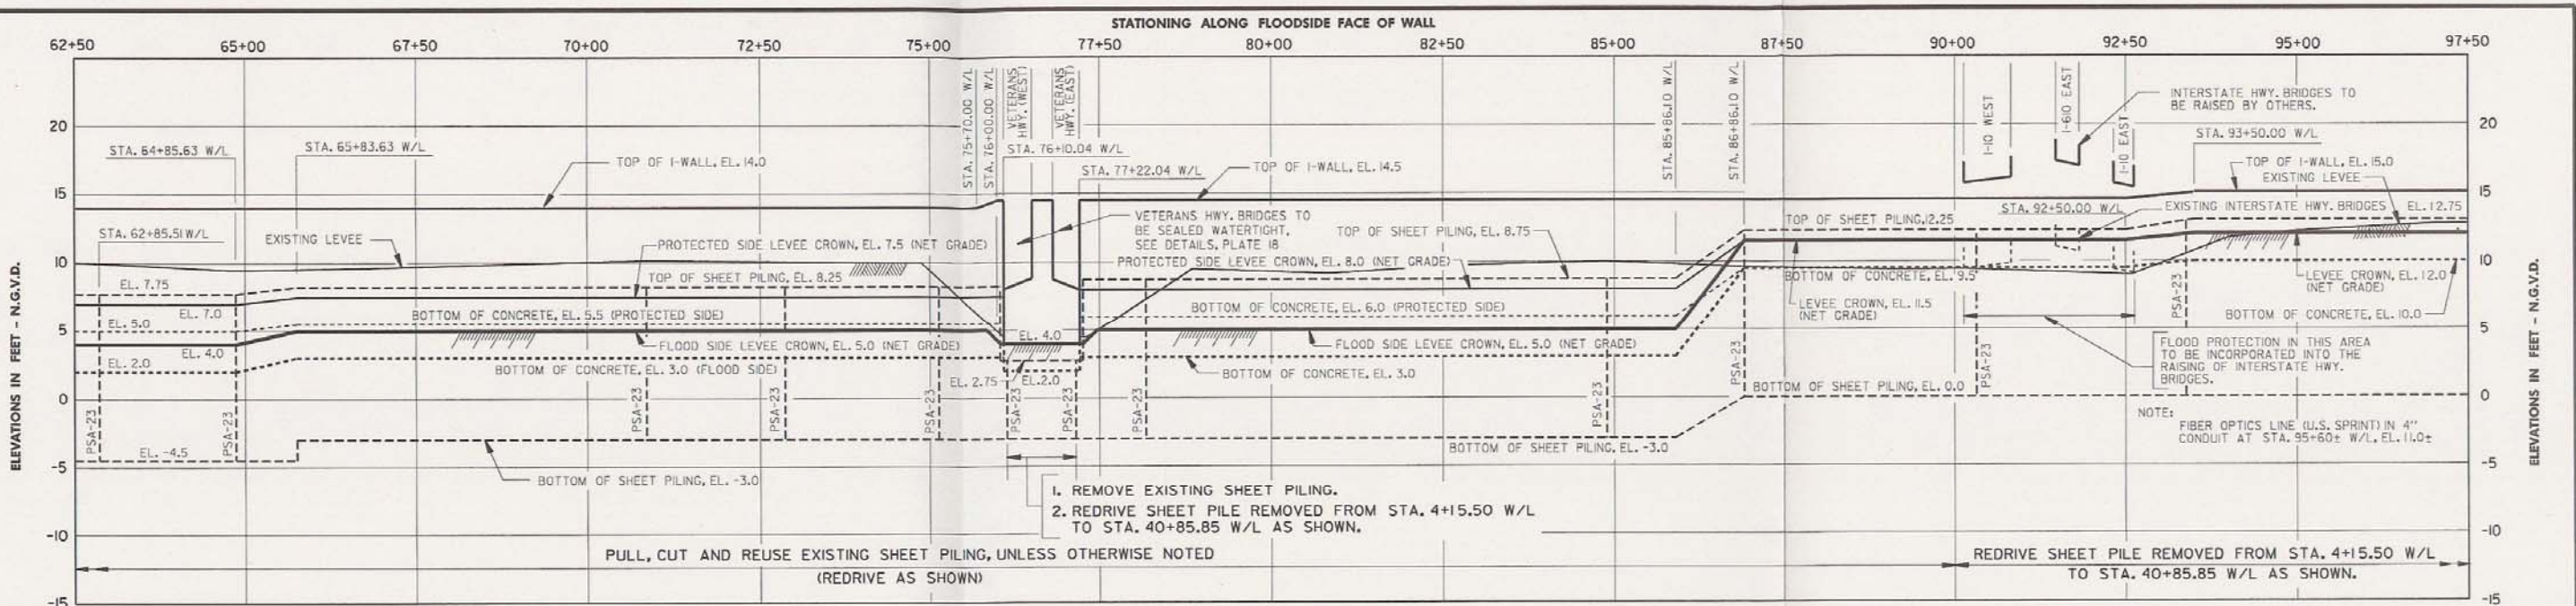 STATIONING ALONG FLOODSIDE FACE OF WALL
62+50 65+00 67+50 70+00 72+50 75+00 77+50 80+00 82+50 85+00 87+50 90+00 92+50 95+00 97+50
ELEVATIONS IN FEET - N.G.V.D.
20
15
10
5
0
-5
-10
-15
STA. 64+85.63 W/L
STA. 65+83.63 W/L
TOP OF I-WALL, EL. 14.0
STA. 62+85.51 W/L
EXISTING LEVEE
PROTECTED SIDE LEVEE CROWN, EL. 7.5 (NET GRADE)
EL. 7.75
TOP OF SHEET PILING, EL. 8.25
EL. 7.0
EL. 5.0
BOTTOM OF CONCRETE, EL. 5.5 (PROTECTED SIDE)
EL. 4.0
FLOOD SIDE LEVEE CROWN, EL. 5.0 (NET GRADE)
EL. 2.0
BOTTOM OF CONCRETE, EL. 3.0 (FLOOD SIDE)
PSA-23
PSA-23
PSA-23
PSA-23
PSA-23
EL. -4.5
BOTTOM OF SHEET PILING, EL. -3.0
STA. 75+70.00 W/L
STA. 76+00.00 W/L
VETERANS
HWY. (WEST)
VETERANS
HWY. (EAST)
STA. 76+10.04 W/L
STA. 77+22.04 W/L
TOP OF I-WALL, EL. 14.5
VETERANS HWY. BRIDGES TO
BE SEALED WATERTIGHT.
SEE DETAILS, PLATE 18
TOP OF SHEET PILING, EL. 8.75
PROTECTED SIDE LEVEE CROWN, EL. 8.0 (NET GRADE)
BOTTOM OF CONCRETE, EL. 6.0 (PROTECTED SIDE)
EL. 4.0
FLOOD SIDE LEVEE CROWN, EL. 5.0 (NET GRADE)
EL. 2.75
EL. 2.0
BOTTOM OF CONCRETE, EL. 3.0
PSA-23
PSA-23
PSA-23
PSA-23
BOTTOM OF SHEET PILING, EL. -3.0
1. REMOVE EXISTING SHEET PILING.
2. REDRIVE SHEET PILE REMOVED FROM STA. 4+15.50 W/L
TO STA. 40+85.85 W/L AS SHOWN.
STA. 85+86.10 W/L
STA. 86+86.10 W/L
I-10 WEST
I-610 EAST
I-10 EAST
INTERSTATE HWY. BRIDGES TO
BE RAISED BY OTHERS.
STA. 93+50.00 W/L
TOP OF I-WALL, EL. 15.0
EXISTING LEVEE
STA. 92+50.00 W/L
EXISTING INTERSTATE HWY. BRIDGES
EL. 12.75
TOP OF SHEET PILING, 12.25
BOTTOM OF CONCRETE, EL. 9.5
LEVEE CROWN, EL. 11.5
(NET GRADE)
LEVEE CROWN, EL. 12.0
(NET GRADE)
BOTTOM OF CONCRETE, EL. 10.0
PSA-23
PSA-23
PSA-23
FLOOD PROTECTION IN THIS AREA
TO BE INCORPORATED INTO THE
RAISING OF INTERSTATE HWY.
BRIDGES.
BOTTOM OF SHEET PILING, EL. 0.0
NOTE:
FIBER OPTICS LINE (U.S. SPRINT) IN 4"
CONDUIT AT STA. 95+60± W/L, EL. 11.0±
PULL, CUT AND REUSE EXISTING SHEET PILING, UNLESS OTHERWISE NOTED
(REDRIVE AS SHOWN)
REDRIVE SHEET PILE REMOVED FROM STA. 4+15.50 W/L
TO STA. 40+85.85 W/L AS SHOWN.
20
15
10
5
0
-5
-10
-15
ELEVATIONS IN FEET - N.G.V.D.